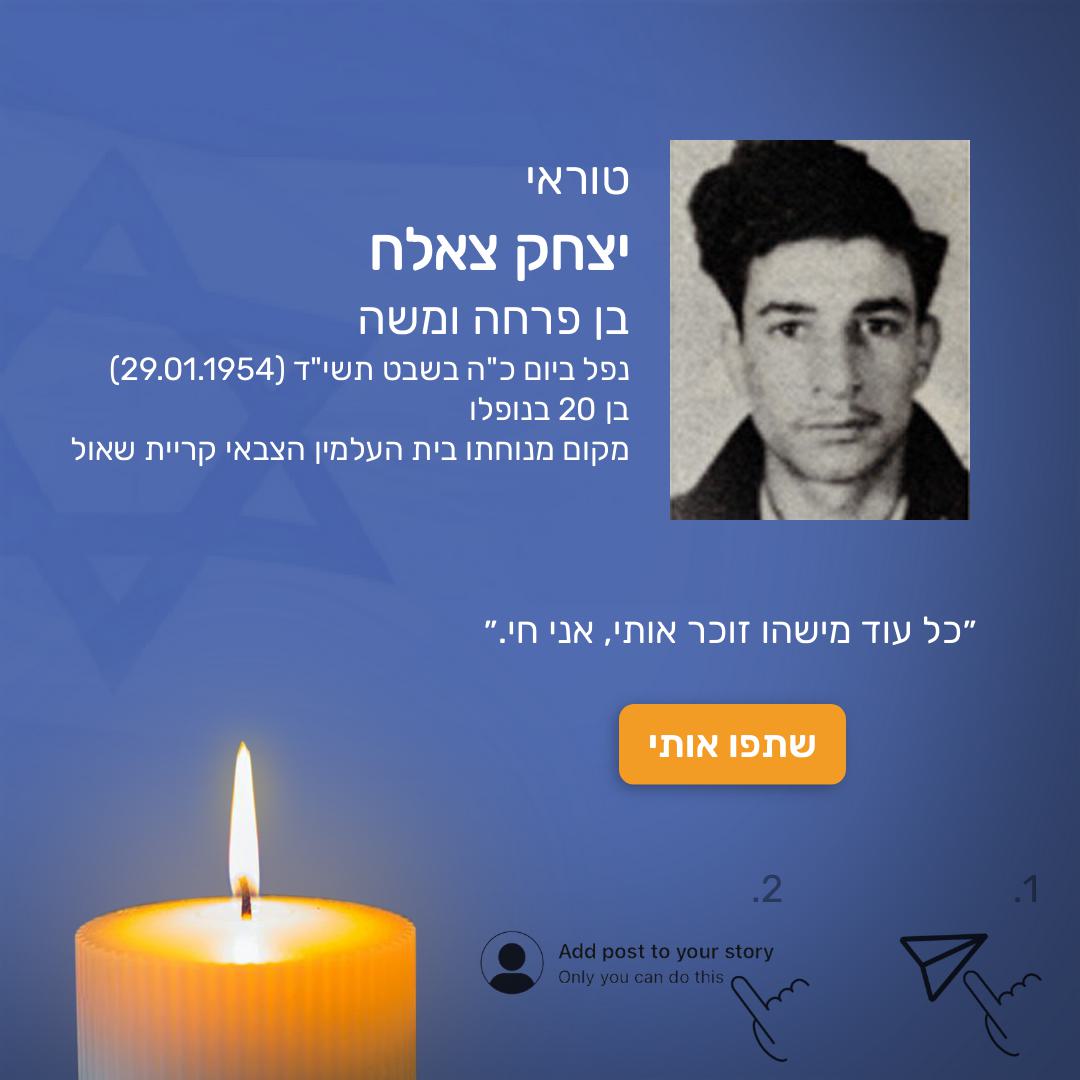 טוראי
יצחק צאלח
בן פרחה ומשה
נפל ביום כ"ה בשבט תשי"ד (29.01.1954)
בן 20 בנופלו
מקום מנוחתו בית העלמין הצבאי קריית שאול
״כל עוד מישהו זוכר אותי, אני חי.״
שתפו אותי
.1
.2
Add post to your story
Only you can do this